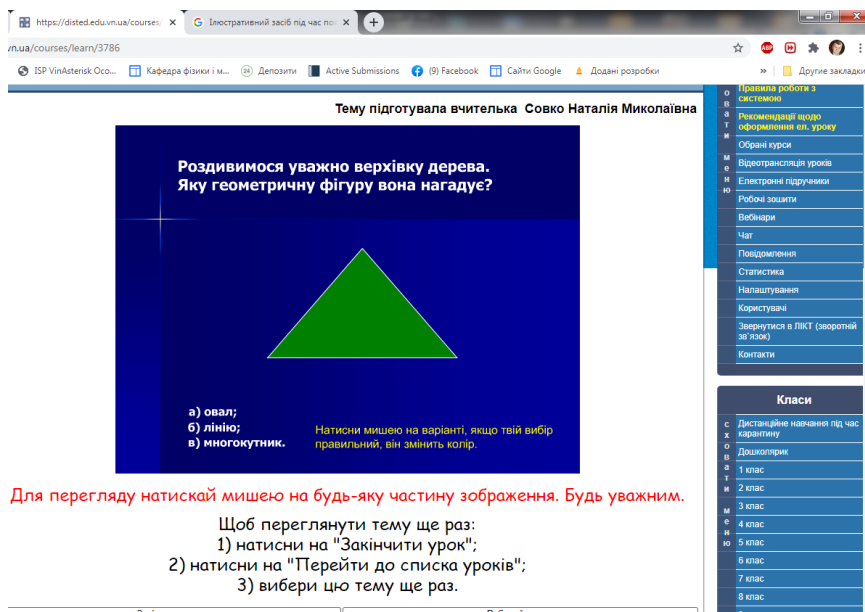 https://disted.edu.vn.ua/courses/
Ілюстративний засіб під час по
vn.ua/courses/learn/3786
ISP VinAsterisk Oco...
Кафедра фізики і м...
Депозити
Active Submissions
(9) Facebook
Сайти Google
Додані розробки
»
Другие закладки
Тему підготувала вчителька Совко Наталія Миколаївна
Роздивимося уважно верхівку дерева.
Яку геометричну фігуру вона нагадує?
а) овал;
б) лінію;
в) многокутник.
Натисни мишею на варіанті, якщо твій вибір
правильний, він змінить колір.
Для перегляду натискай мишею на будь-яку частину зображення. Будь уважним.
Щоб переглянути тему ще раз:
1) натисни на "Закінчити урок";
2) натисни на "Перейти до списка уроків";
3) вибери цю тему ще раз.
Правила роботи з
системою
Рекомендації щодо
оформлення ел. уроку
Обрані курси
Відеотрансляція уроків
Електронні підручники
Робочі зошити
Вебінари
Чат
Повідомлення
Статистика
Налаштування
Користувачі
Звернутися в ЛІКТ (зворотній
зв'язок)
Контакти
Класи
сховати меню
Дистанційне навчання під час
карантину
Дошколярик
1 клас
2 клас
3 клас
4 клас
5 клас
6 клас
7 клас
8 клас